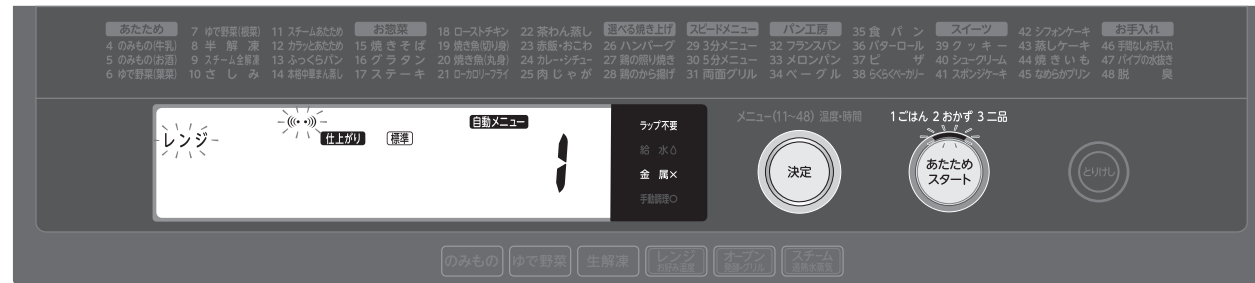 あたため 7 ゆで野菜(根菜) 11 スチームあたため お惣菜 18 ローストチキン 22 茶わん蒸し 選べる焼き上げ スピードメニュー パン工房 35 食パン スイーツ 42 シフォンケーキ お手入れ
4 のみもの(牛乳) 8 半解凍 12 カラッとあたため 15 焼きそば 19 焼き魚(切り身) 23 赤飯・おこわ 26 ハンバーグ 29 3分メニュー 32 フランスパン 36 バターロール 39 クッキー 43 蒸しケーキ 46 手間なしお手入れ
5 のみもの(お酒) 9 スチーム全解凍 13 ふっくらパン 16 グラタン 20 焼き魚(丸身) 24 カレー・シチュー 27 鶏の照り焼き 30 5分メニュー 33 メロンパン 37 ピザ 40 シュークリーム 44 焼きいも 47 パイプの水抜き
6 ゆで野菜(葉菜) 10 さしみ 14 本格中華まん蒸し 17 ステーキ 21 ローカロリーフライ 25 肉じゃが 28 鶏のから揚げ 31 両面グリル 34 ベーグル 38 らくらくベーカリー 41 スポンジケーキ 45 なめらかプリン 48 脱臭
レンジ
仕上がり 標準
自動メニュー
1
ラップ不要
給水
金属×
手動調理○
メニュー(11~48) 温度・時間
決定
1ごはん 2おかず 3二品
あたため
スタート
とりけし
のみもの ゆで野菜 生解凍 レンジ オーブン スチーム
お好み温度 発酵・グリル 過熱水蒸気